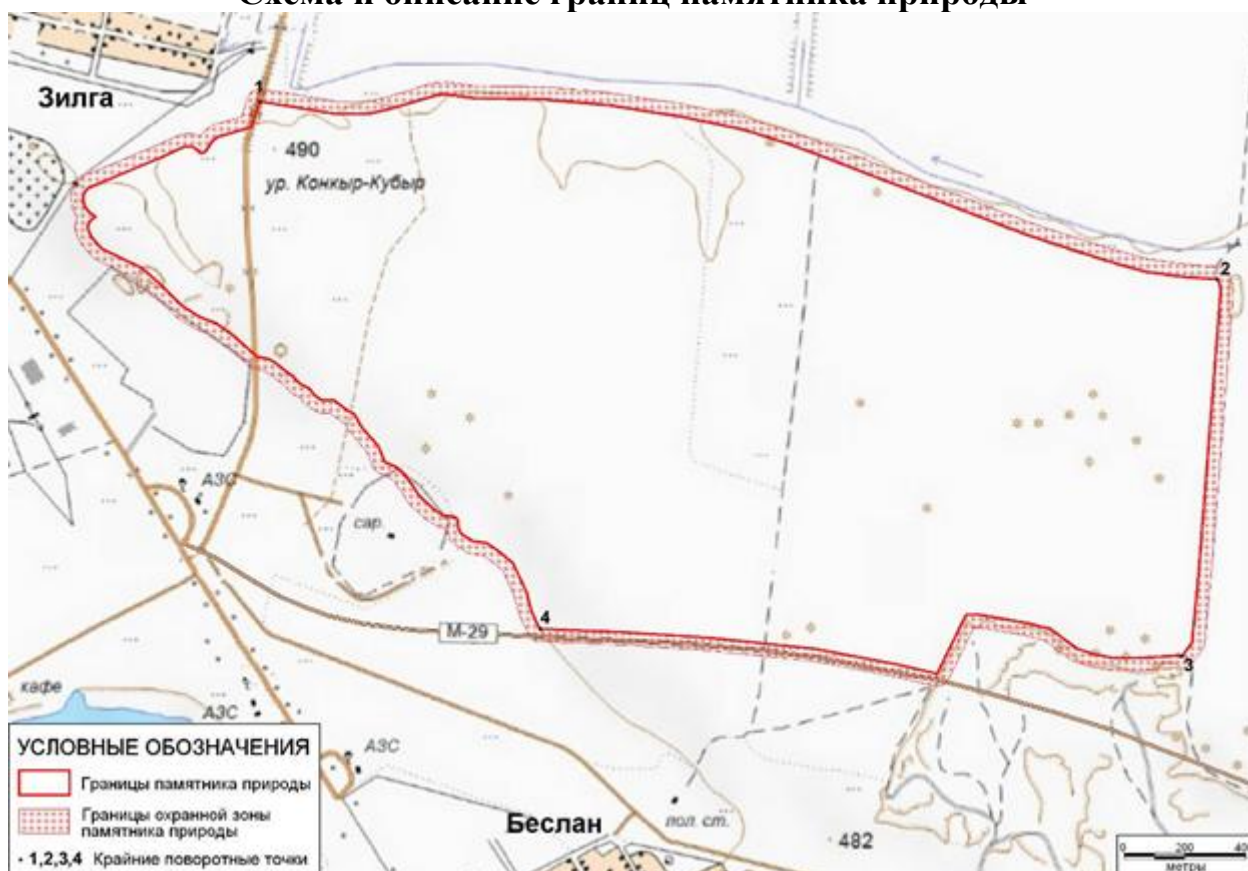 Схема и описание границ памятника природы
Зилга
1
490
ур. Конкыр-Кубыр
2
АЗС
сар.
4
М-29
3
кафе
АЗС
АЗС
УСЛОВНЫЕ ОБОЗНАЧЕНИЯ
Границы памятника природы
Границы охранной зоны
памятника природы
• 1,2,3,4 Крайние поворотные точки
Беслан
пол. ст.
482
0 200 400
метры